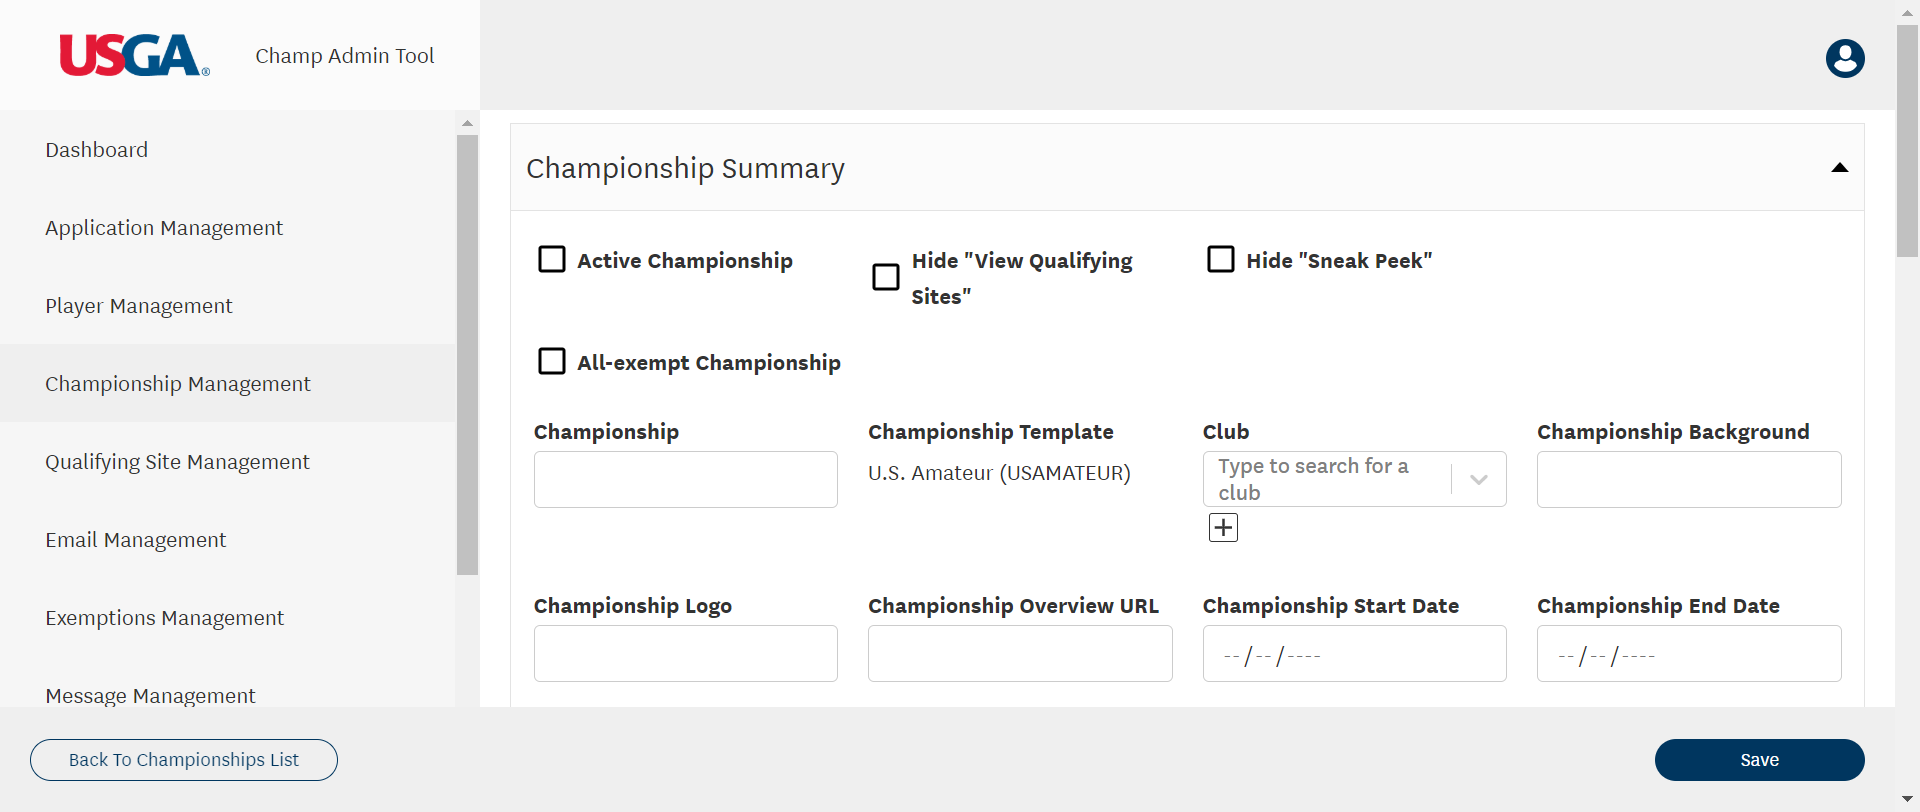 USGA®
Champ Admin Tool
Dashboard
Application Management
Player Management
Championship Management
Qualifying Site Management
Email Management
Exemptions Management
Message Management
Championship Summary
Active Championship
Hide "View Qualifying
Sites"
Hide "Sneak Peek"
All-exempt Championship
Championship
Championship Template
U.S. Amateur (USAMATEUR)
Club
Type to search for a
club
Championship Background
Championship Logo
Championship Overview URL
Championship Start Date
--/--/----
Championship End Date
--/--/----
Back To Championships List
Save